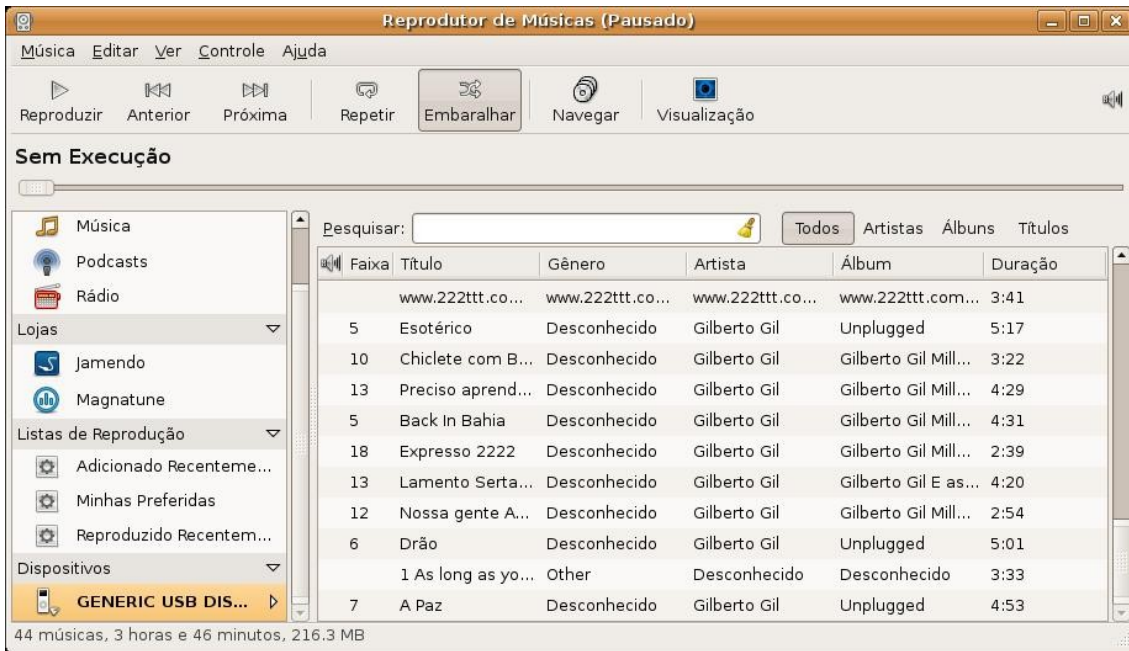 Reprodutor de Músicas (Pausado)
Música Editar Ver Controle Ajuda
Reproduzir Anterior Próxima Repetir Embaralhar Navegar Visualização
Sem Execução
Música
Podcasts
Rádio
Lojas
Jamendo
Magnatune
Listas de Reprodução
Adicionado Recenteme...
Minhas Preferidas
Reproduzido Recentem...
Dispositivos
GENERIC USB DIS...
Pesquisar: Todos Artistas Álbuns Títulos
Faixa Título Gênero Artista Álbum Duração
www.222ttt.co... www.222ttt.co... www.222ttt.co... www.222ttt.com... 3:41
5 Esotérico Desconhecido Gilberto Gil Unplugged 5:17
10 Chiclete com B... Desconhecido Gilberto Gil Gilberto Gil Mill... 3:22
13 Preciso aprend... Desconhecido Gilberto Gil Gilberto Gil Mill... 4:29
5 Back In Bahia Desconhecido Gilberto Gil Gilberto Gil Mill... 4:31
18 Expresso 2222 Desconhecido Gilberto Gil Gilberto Gil Mill... 2:39
13 Lamento Serta... Desconhecido Gilberto Gil Gilberto Gil E as... 4:20
12 Nossa gente A... Desconhecido Gilberto Gil Gilberto Gil Mill... 2:54
6 Drão Desconhecido Gilberto Gil Unplugged 5:01
1 As long as yo... Other Desconhecido Desconhecido 3:33
7 A Paz Desconhecido Gilberto Gil Unplugged 4:53
44 músicas, 3 horas e 46 minutos, 216.3 MB